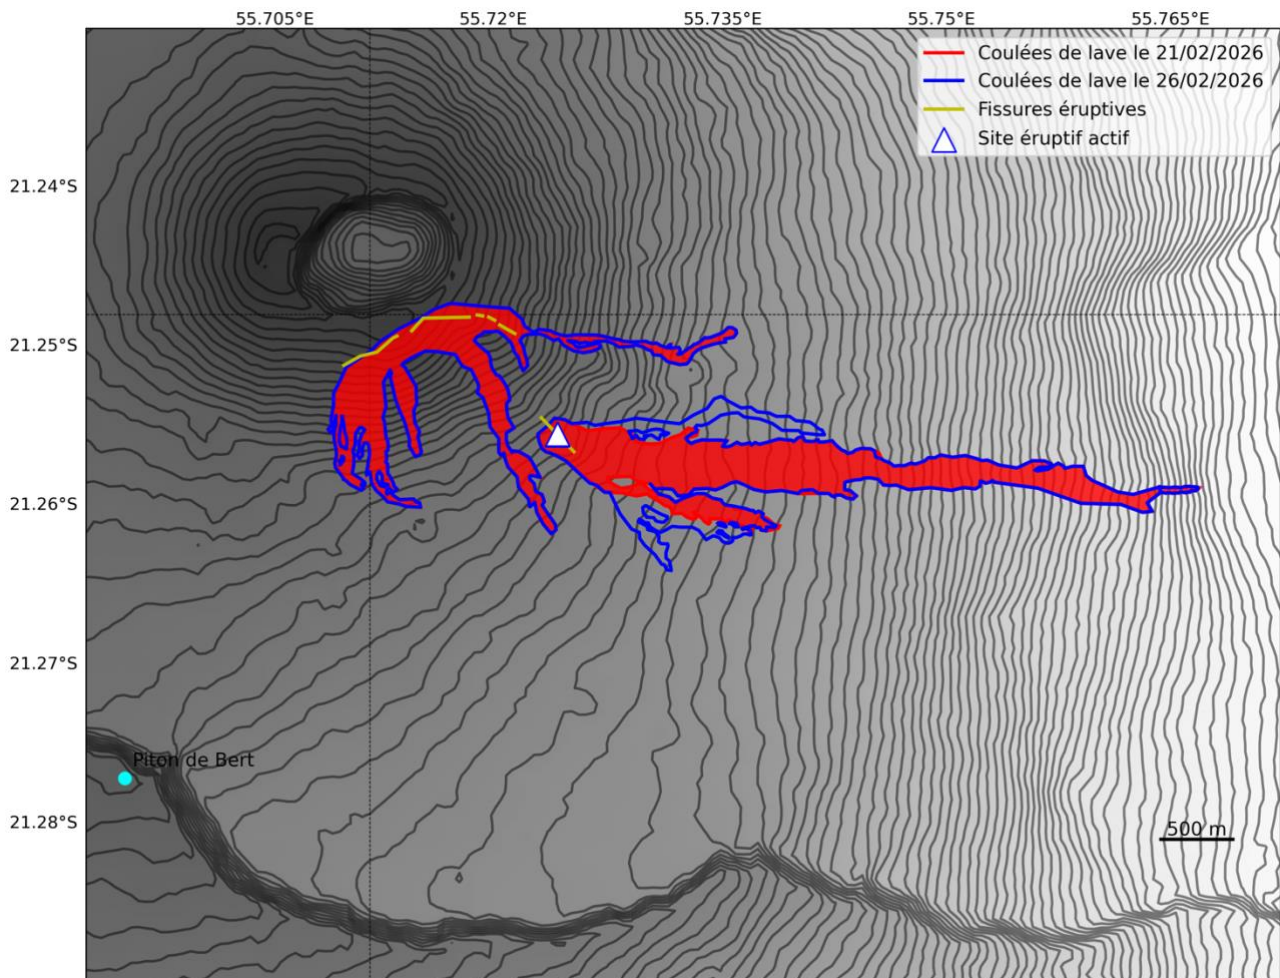 55.705°E 55.72°E 55.735°E 55.75°E 55.765°E
Coulées de lave le 21/02/2026
Coulées de lave le 26/02/2026
Fissures éruptives
Site éruptif actif
21.24°S
21.25°S
21.26°S
21.27°S
Piton de Bert
21.28°S
500 m